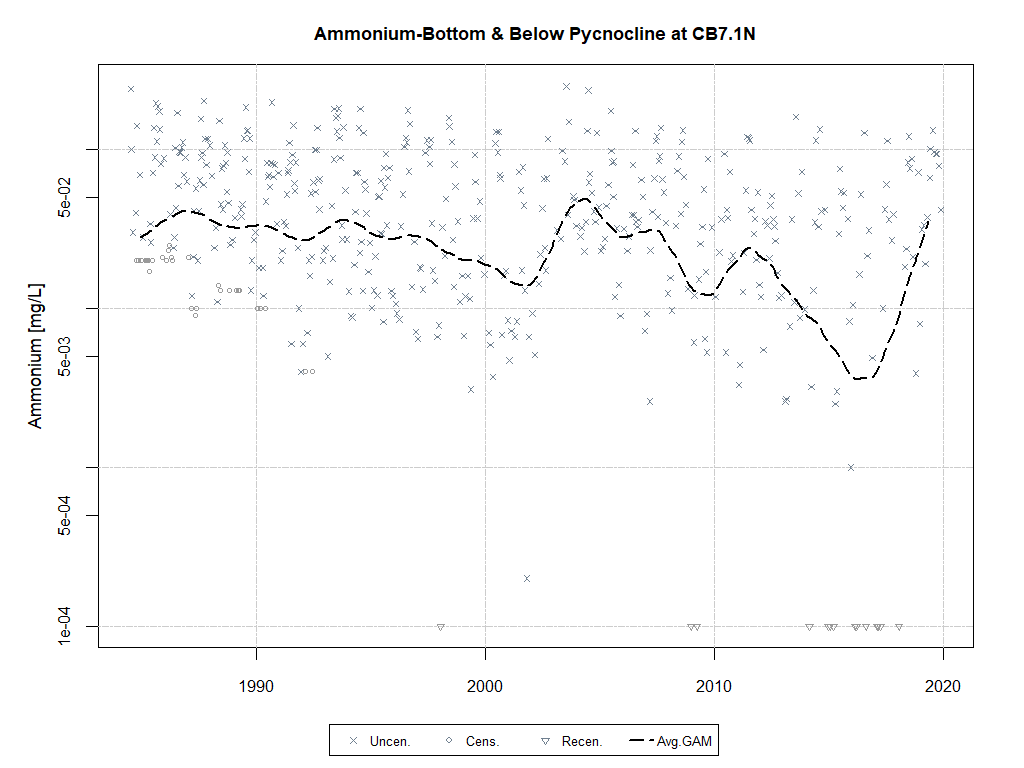 Ammonium-Bottom & Below Pycnocline at CB7.1N
Ammonium [mg/L]
5e-02
5e-03
5e-04
1e-04
1990 2000 2010 2020
Uncen. Cens. Recen. Avg.GAM